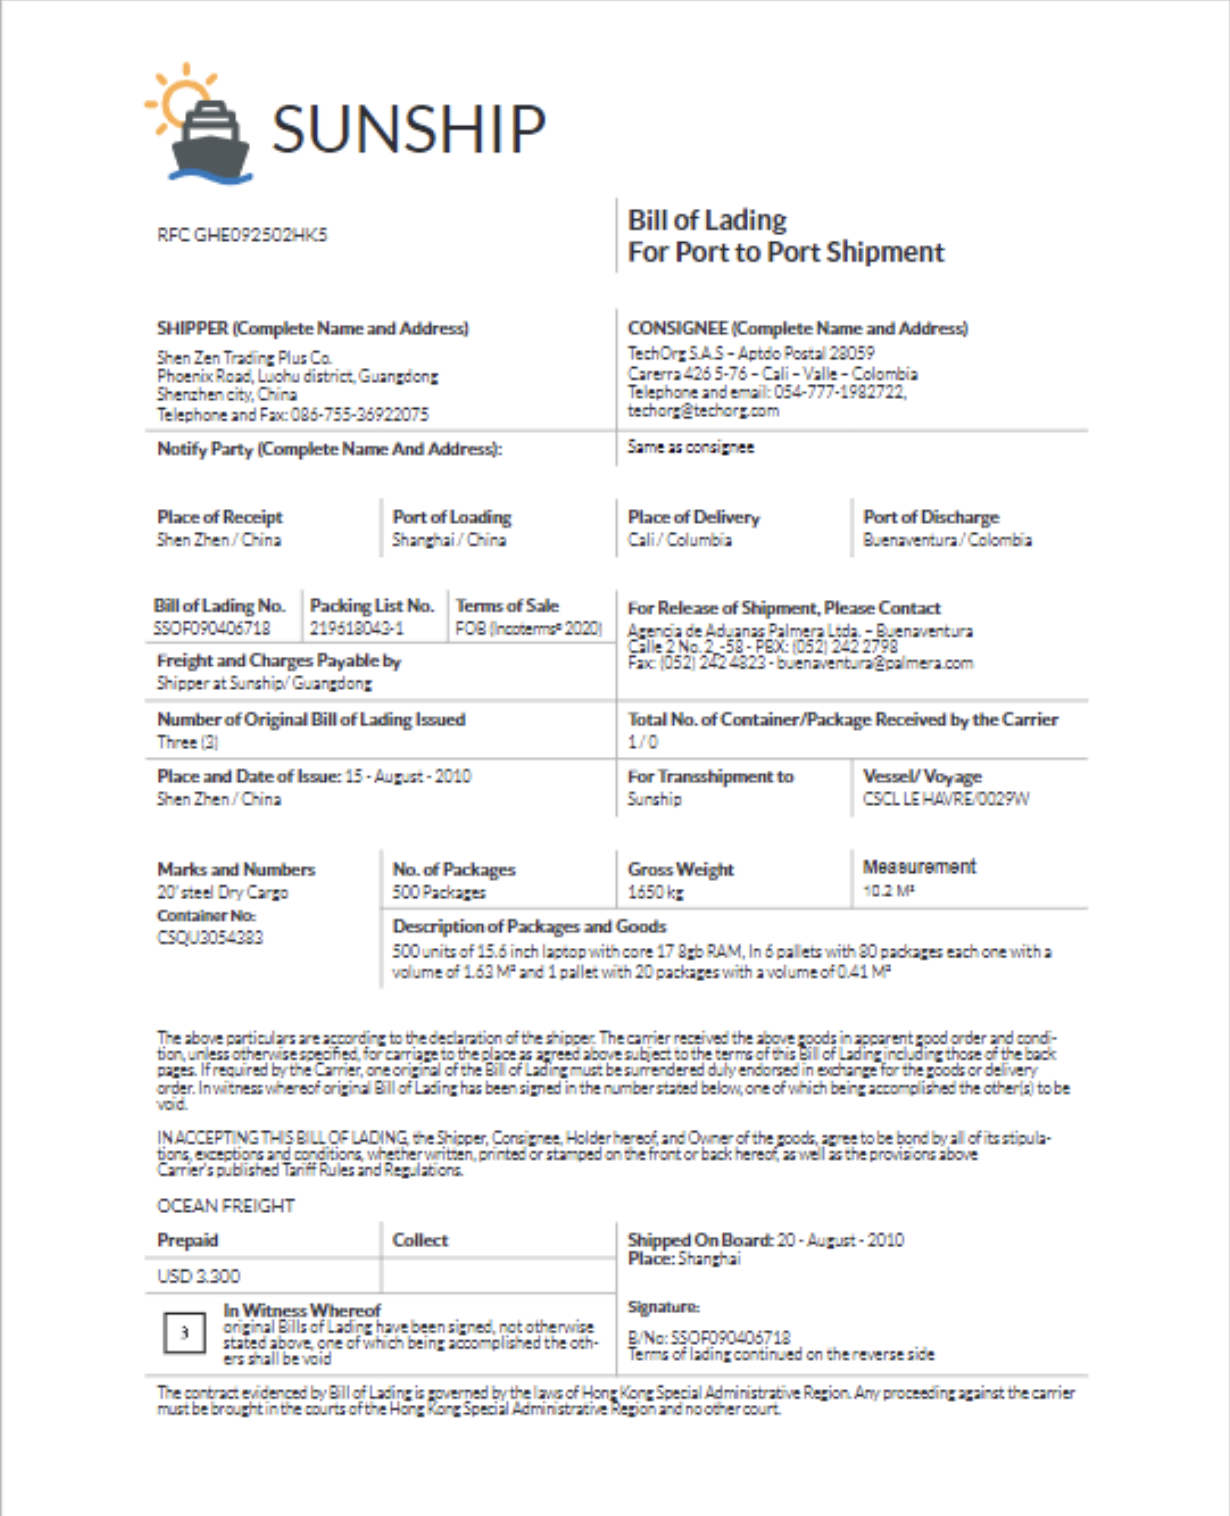 SUNSHIP
RFC GHE092502HK5
Bill of Lading
For Port to Port Shipment
SHIPPER (Complete Name and Address)
Shen Zen Trading Plus Co.
Phoenix Road, Luohu district, Guangdong
Shenzhen city, China
Telephone and Fax: 086-755-36922075
CONSIGNEE (Complete Name and Address)
TechOrg S.A.S – Aptdo Postal 28059
Carerra 426 5-76 – Cali – Valle – Colombia
Telephone and email: 054-777-1982722,
techorg@techorg.com
Notify Party (Complete Name And Address):
Same as consignee
Place of Receipt
Shen Zhen / China
Port of Loading
Shanghai / China
Place of Delivery
Cali / Columbia
Port of Discharge
Buenaventura / Colombia
Bill of Lading No.
SSOF090406718
Packing List No.
219618043-1
Terms of Sale
FOB (Incoterms® 2020)
For Release of Shipment, Please Contact
Agencia de Aduanas Palmera Ltda. – Buenaventura
Calle 2 No. 2_-58 - PBX: (052) 242 2798
Fax: (052) 242 4823 - buenaventura@palmera.com
Freight and Charges Payable by
Shipper at Sunship/ Guangdong
Number of Original Bill of Lading Issued
Three (3)
Total No. of Container/Package Received by the Carrier
1 / 0
Place and Date of Issue: 15 - August - 2010
Shen Zhen / China
For Transshipment to
Sunship
Vessel/ Voyage
CSCL LE HAVRE/0029W
Marks and Numbers
20' steel Dry Cargo
Container No:
CSQU3054383
No. of Packages
500 Packages
Gross Weight
1650 kg
Measurement
10.2 M³
Description of Packages and Goods
500 units of 15.6 inch laptop with core 17 8gb RAM, In 6 pallets with 80 packages each one with a
volume of 1.63 M³ and 1 pallet with 20 packages with a volume of 0.41 M³
The above particulars are according to the declaration of the shipper. The carrier received the above goods in apparent good order and condi-
tion, unless otherwise specified, for carriage to the place as agreed above subject to the terms of this Bill of Lading including those of the back
pages. If required by the Carrier, one original of the Bill of Lading must be surrendered duly endorsed in exchange for the goods or delivery
order. In witness whereof original Bill of Lading has been signed in the number stated below, one of which being accomplished the other(s) to be
void.
IN ACCEPTING THIS BILL OF LADING, the Shipper, Consignee, Holder hereof, and Owner of the goods, agree to be bond by all of its stipula-
tions, exceptions and conditions, whether written, printed or stamped on the front or back hereof, as well as the provisions above
Carrier's published Tariff Rules and Regulations.
OCEAN FREIGHT
Prepaid
Collect
USD 3.300
Shipped On Board: 20 - August - 2010
Place: Shanghai
3
In Witness Whereof
original Bills of Lading have been signed, not otherwise
stated above, one of which being accomplished the oth-
ers shall be void
Signature:
B/No: SSOF090406718
Terms of lading continued on the reverse side
The contract evidenced by Bill of Lading is governed by the laws of Hong Kong Special Administrative Region. Any proceeding against the carrier
must be brought in the courts of the Hong Kong Special Administrative Region and no other court.